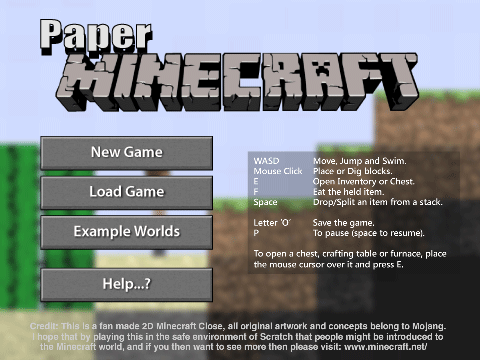 Paper
MINECRAFT
New Game
Load Game
Example Worlds
Help...?
WASD Move, Jump and Swim.
Mouse Click Place or Dig blocks.
E Open Inventory or Chest.
F Eat the held item.
Space Drop/Split an item from a stack.
Letter 'O' Save the game.
P To pause (space to resume).
To open a chest, crafting table or furnace, place
the mouse cursor over it and press E.
Credit: This is a fan made 2D Minecraft Close, all original artwork and concepts belong to Mojang.
I hope that by playing this in the safe environment of Scratch that people might be introduced to
the Minecraft world, and if you then want to see more then please visit: www.minecraft.net/